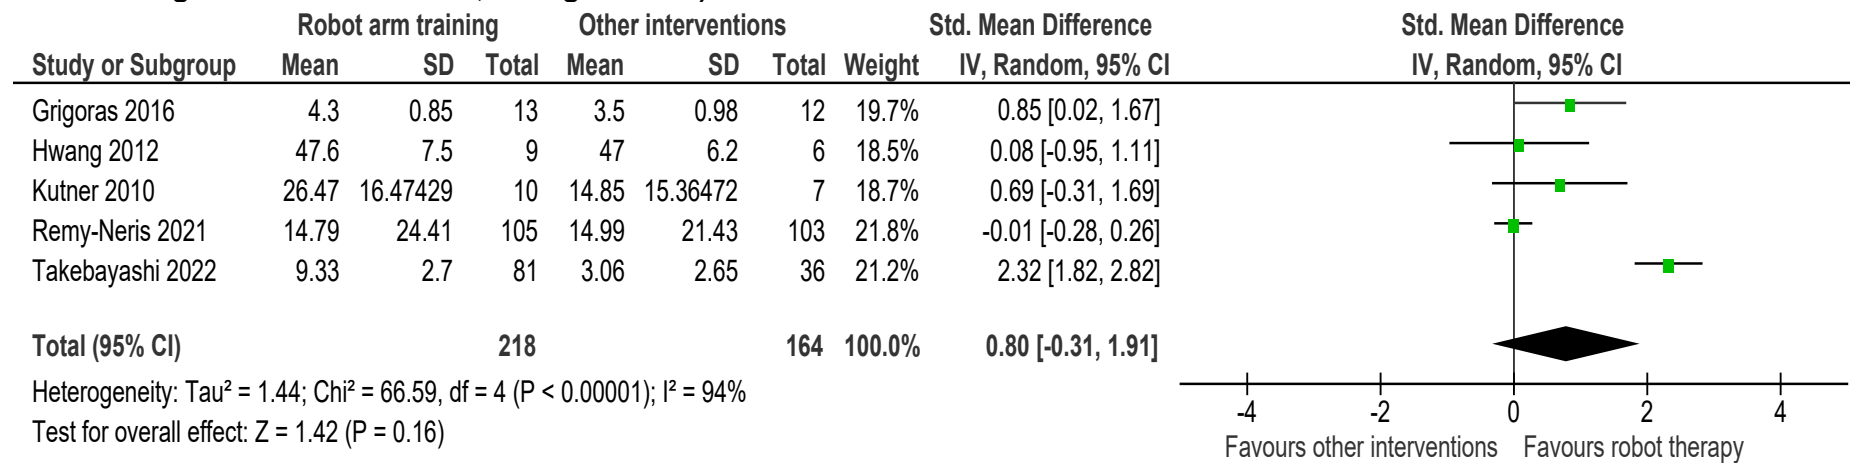 Robot arm training Other interventions Std. Mean Difference Std. Mean Difference
Study or Subgroup Mean SD Total Mean SD Total Weight IV, Random, 95% CI IV, Random, 95% CI
Grigoras 2016 4.3 0.85 13 3.5 0.98 12 19.7% 0.85 [0.02, 1.67]
Hwang 2012 47.6 7.5 9 47 6.2 6 18.5% 0.08 [-0.95, 1.11]
Kutner 2010 26.47 16.47429 10 14.85 15.36472 7 18.7% 0.69 [-0.31, 1.69]
Remy-Neris 2021 14.79 24.41 105 14.99 21.43 103 21.8% -0.01 [-0.28, 0.26]
Takebayashi 2022 9.33 2.7 81 3.06 2.65 36 21.2% 2.32 [1.82, 2.82]
Total (95% CI) 218 164 100.0% 0.80 [-0.31, 1.91]
Heterogeneity: Tau² = 1.44; Chi² = 66.59, df = 4 (P < 0.00001); I² = 94%
Test for overall effect: Z = 1.42 (P = 0.16)
-4 -2 0 2 4
Favours other interventions Favours robot therapy